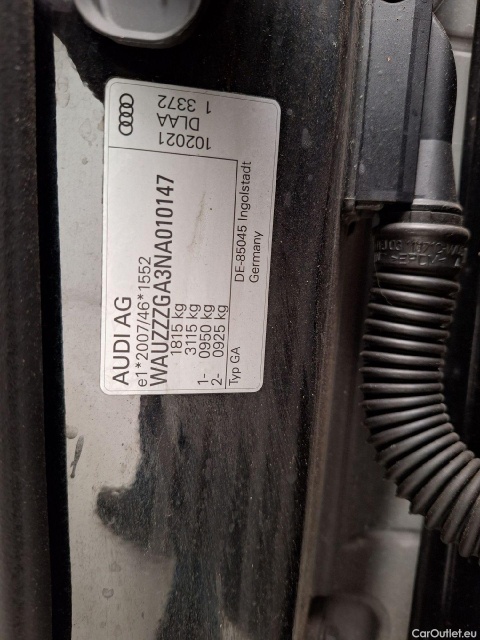 AUDI AG
e1*2007/46*1552
WAUZZZGA3NA010147
1815 kg
3115 kg
1- 0950 kg
2- 0925 kg
Typ GA
DE-85045 Ingolstadt
Germany
102021
DLAA
1 3372
CarOutlet.eu